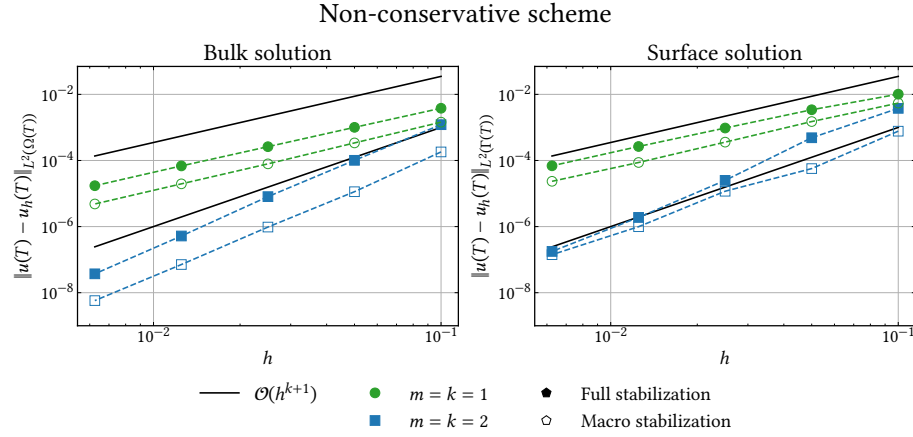 Non-conservative scheme
Bulk solution
Surface solution
‖u(T) − u_h(T)‖_{L²(Ω(T))}
10⁻²
10⁻⁴
10⁻⁶
10⁻⁸
10⁻²
10⁻¹
h
‖u(T) − u_h(T)‖_{L²(Γ(T))}
10⁻²
10⁻⁴
10⁻⁶
10⁻⁸
10⁻²
10⁻¹
h
𝒪(h^{k+1})
m = k = 1
Full stabilization
m = k = 2
Macro stabilization